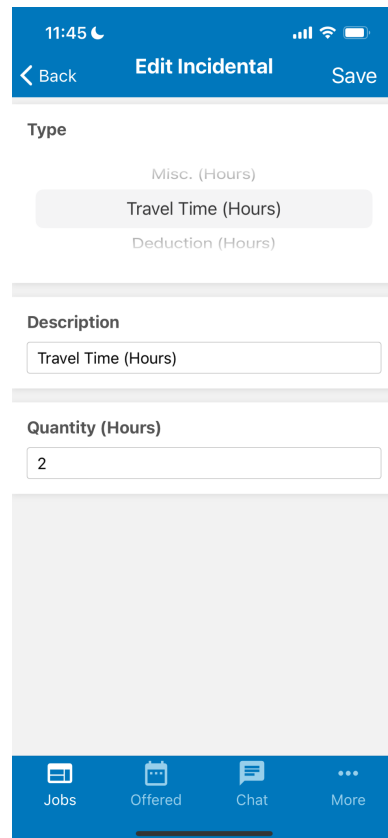 11:45
Back
Edit Incidental
Save
Type
Misc. (Hours)
Travel Time (Hours)
Deduction (Hours)
Description
Travel Time (Hours)
Quantity (Hours)
2
Jobs
Offered
Chat
More